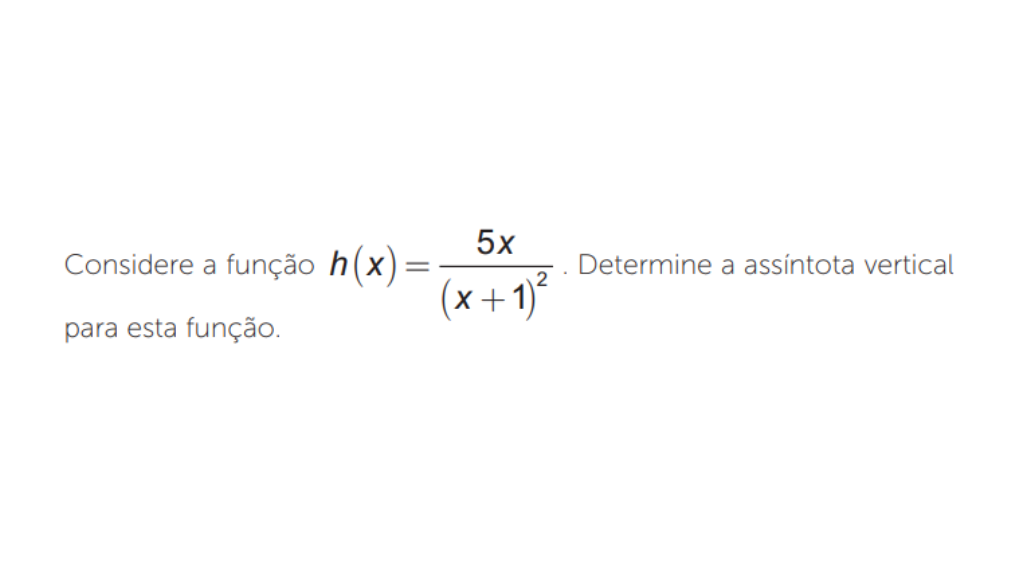 Considere a função h(x) = 5x / (x + 1)² . Determine a assíntota vertical
para esta função.